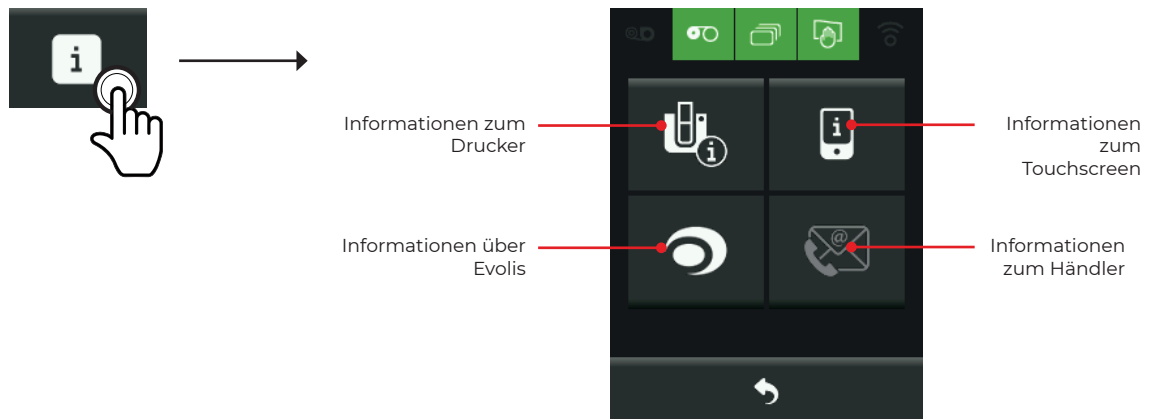 Informationen zum
Drucker
Informationen
zum
Touchscreen
Informationen über
Evolis
Informationen
zum Händler